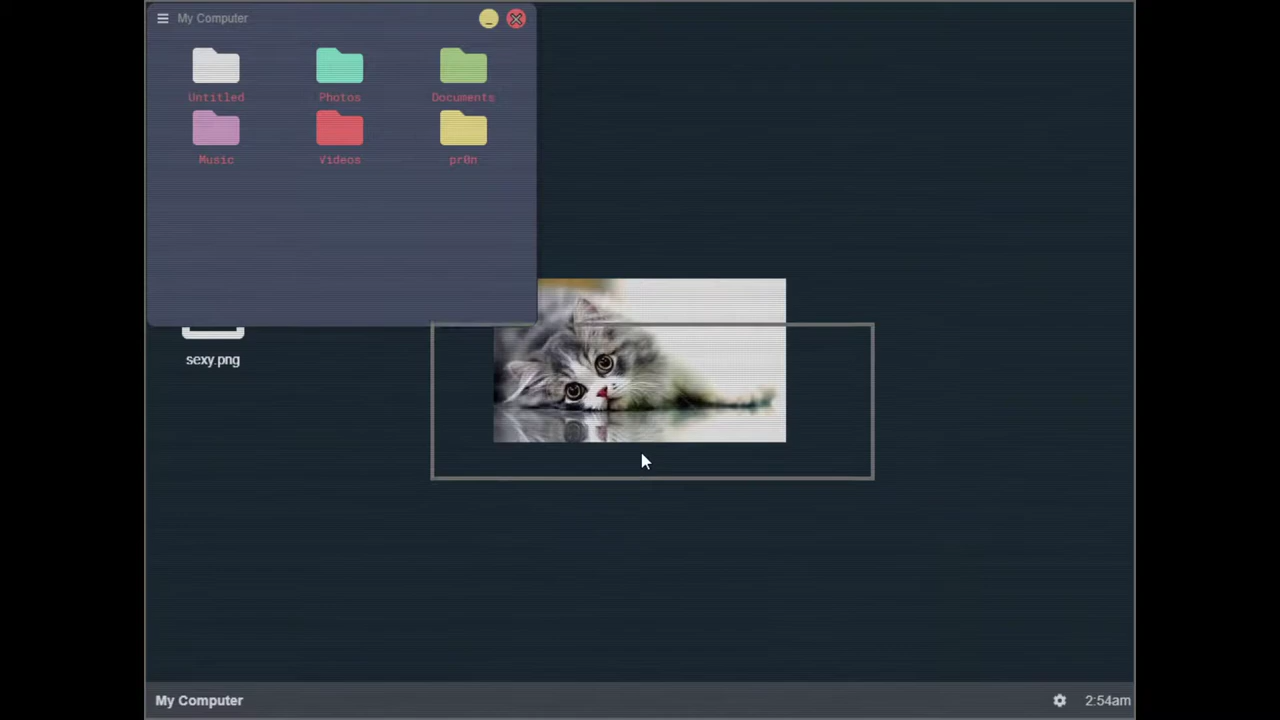 My Computer
Untitled
Photos
Documents
Music
Videos
pr0n
sexy.png
My Computer
2:54am